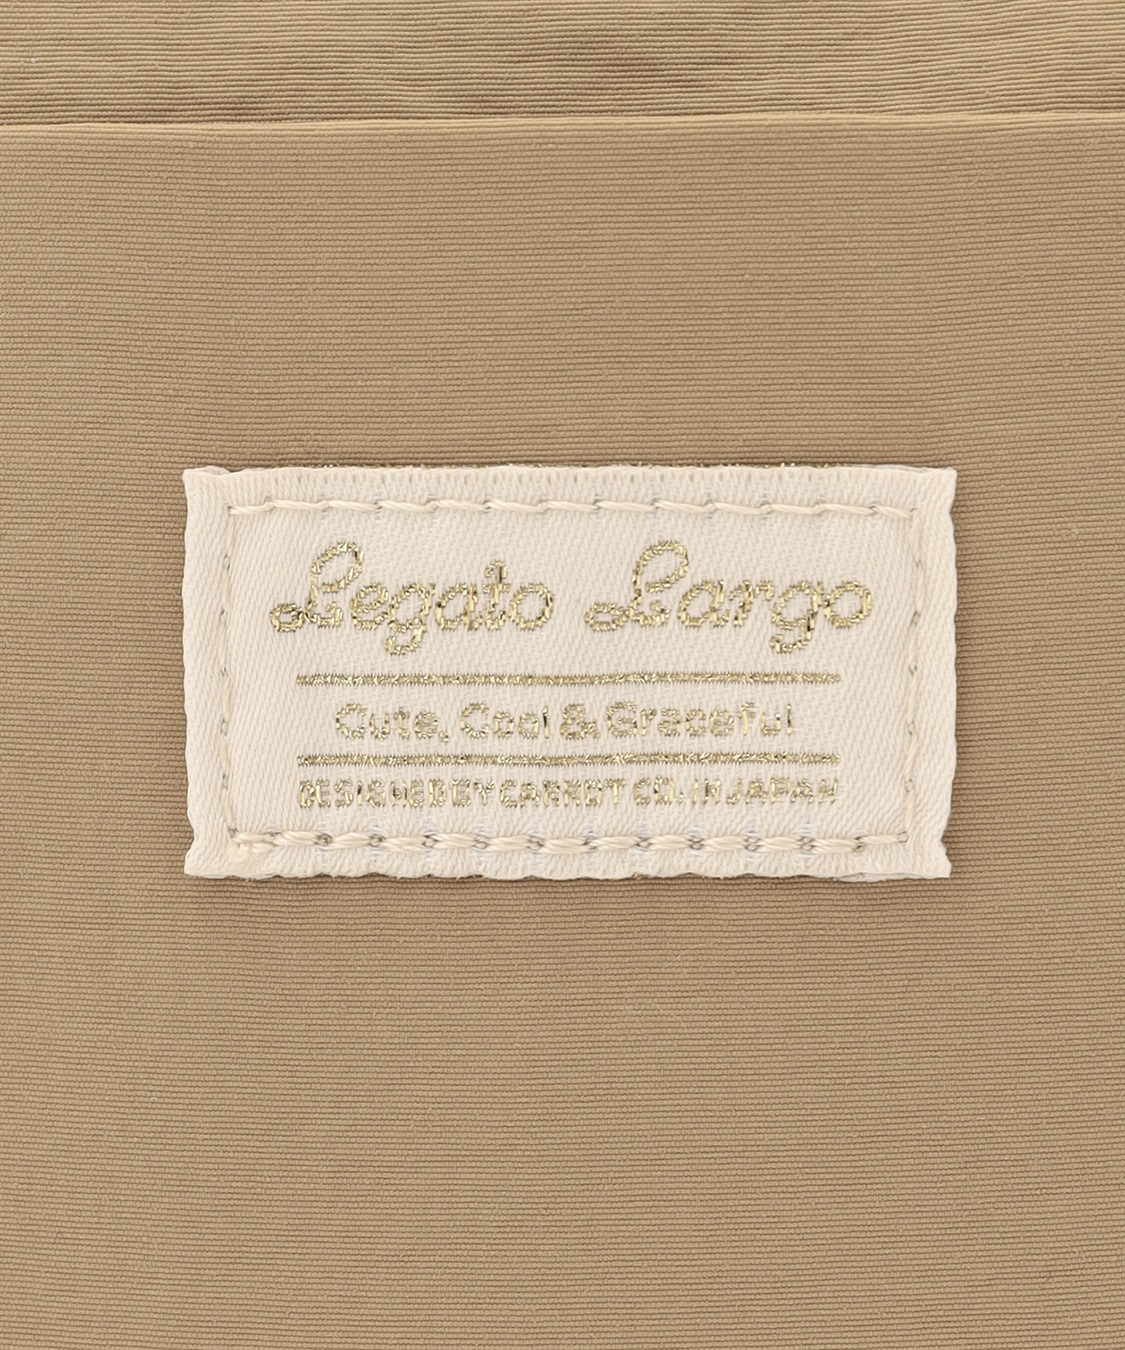 Legato Largo
Cute, Cool & Graceful
DESIGNED BY CARROT CO. IN JAPAN